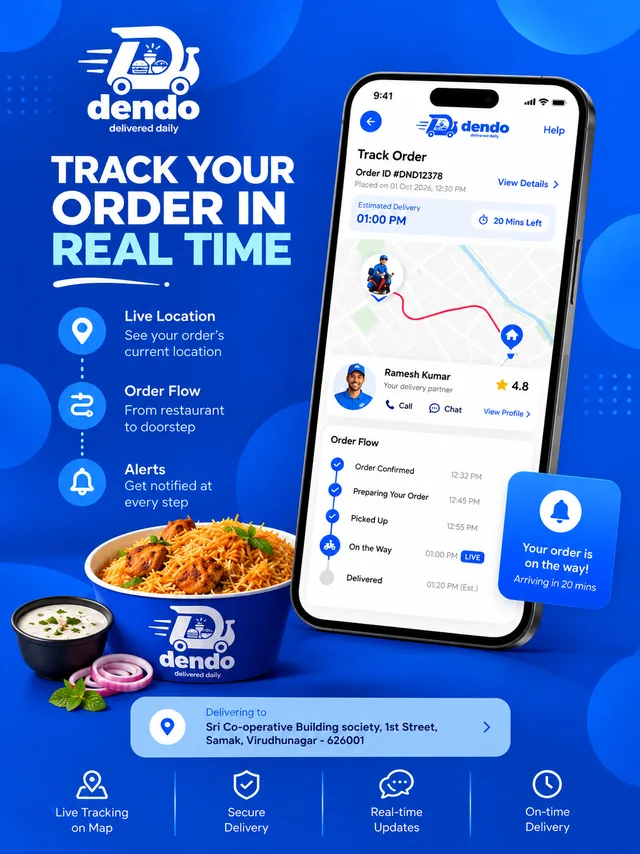 dendo
delivered daily
TRACK YOUR
ORDER IN
REAL TIME
Live Location
See your order's
current location
Order Flow
From restaurant
to doorstep
Alerts
Get notified at
every step
9:41
dendo
delivered daily
Help
Track Order
Order ID #DND12378
Placed on 01 Oct 2026, 12:30 PM
View Details
Estimated Delivery
01:00 PM
20 Mins Left
Ramesh Kumar
Your delivery partner
4.8
Call
Chat
View Profile
Order Flow
Order Confirmed 12:32 PM
Preparing Your Order 12:45 PM
Picked Up 12:55 PM
On the Way 01:00 PM LIVE
Delivered 01:20 PM (Est.)
Your order is
on the way!
Arriving in 20 mins
dendo
delivered daily
Delivering to
Sri Co-operative Building society, 1st Street,
Samak, Virudhunagar - 626001
Live Tracking
on Map
Secure
Delivery
Real-time
Updates
On-time
Delivery